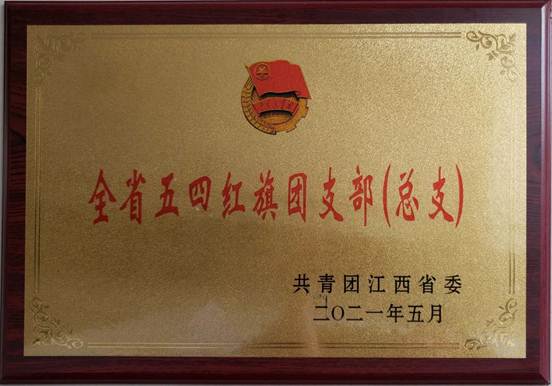 全省五四红旗团支部(总支)
共青团江西省委
二〇二一年五月